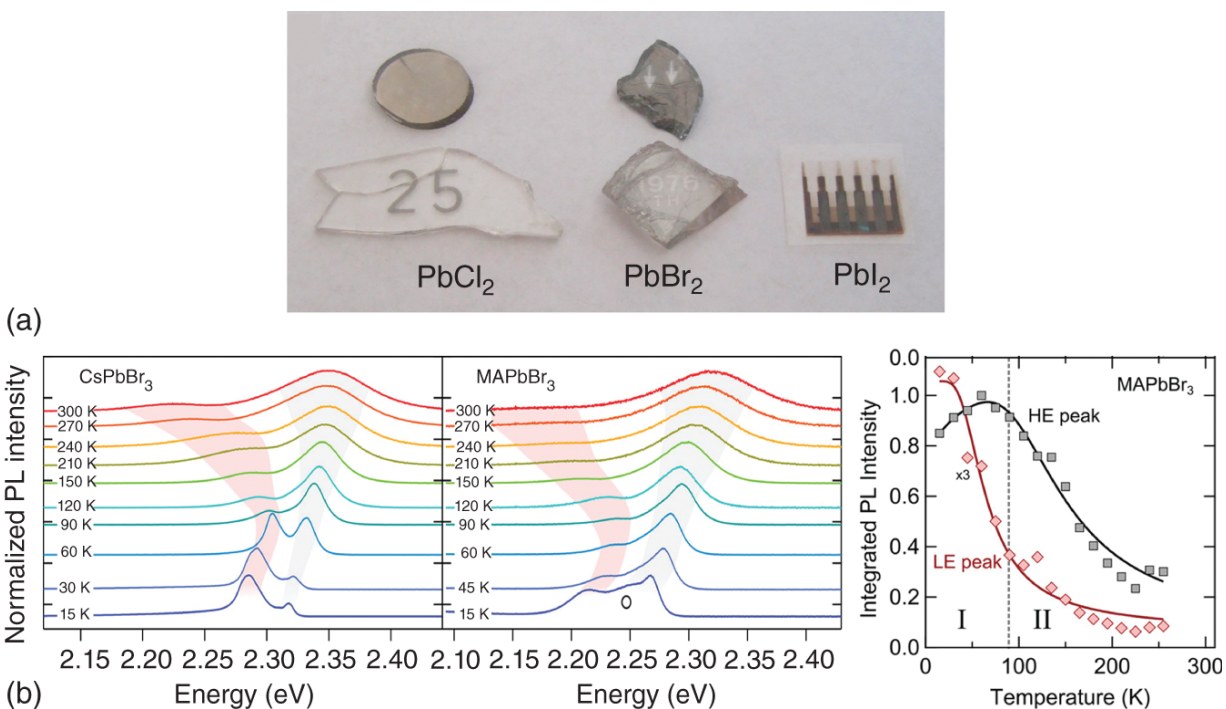 25
1976
PbCl2
PbBr2
PbI2
(a)
Normalized PL intensity
CsPbBr3
300 K
270 K
240 K
210 K
150 K
120 K
90 K
60 K
30 K
15 K
2.15 2.20 2.25 2.30 2.35 2.40
Energy (eV)
MAPbBr3
300 K
270 K
240 K
210 K
150 K
120 K
90 K
60 K
45 K
15 K
O
2.10 2.15 2.20 2.25 2.30 2.35 2.40
Energy (eV)
Integrated PL Intensity
0.0
1.0
0.8
0.6
0.4
0.2
0.0
MAPbBr3
HE peak
x3
LE peak
I II
0 100 200 300
Temperature (K)
(b)